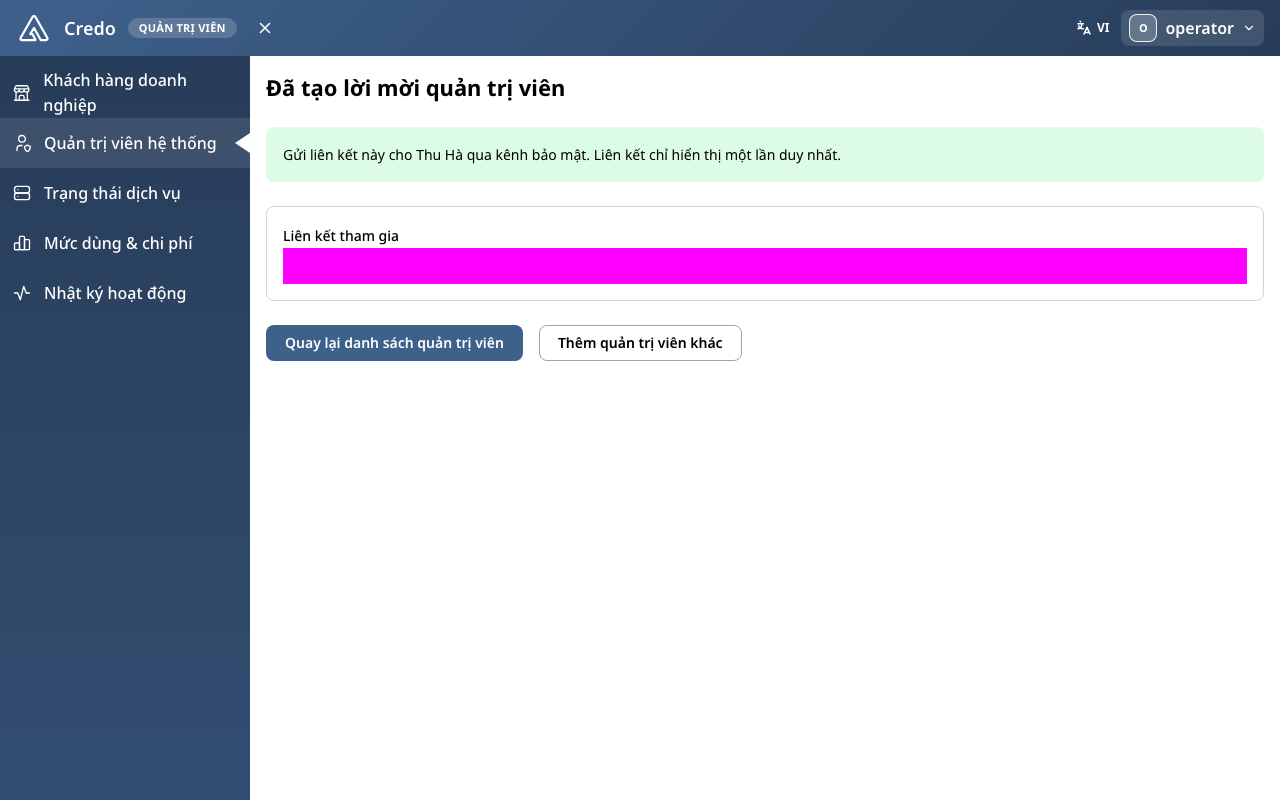 Credo
QUẢN TRỊ VIÊN
VI
O
operator
Khách hàng doanh
nghiệp
Quản trị viên hệ thống
Trạng thái dịch vụ
Mức dùng & chi phí
Nhật ký hoạt động
Đã tạo lời mời quản trị viên
Gửi liên kết này cho Thu Hà qua kênh bảo mật. Liên kết chỉ hiển thị một lần duy nhất.
Liên kết tham gia
Quay lại danh sách quản trị viên
Thêm quản trị viên khác